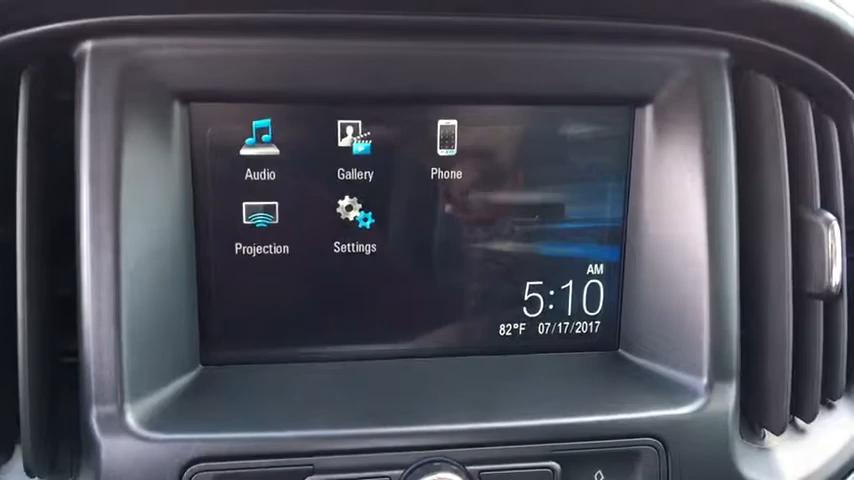 Audio
Gallery
Phone
Projection
Settings
AM
5:10
82°F 07/17/2017